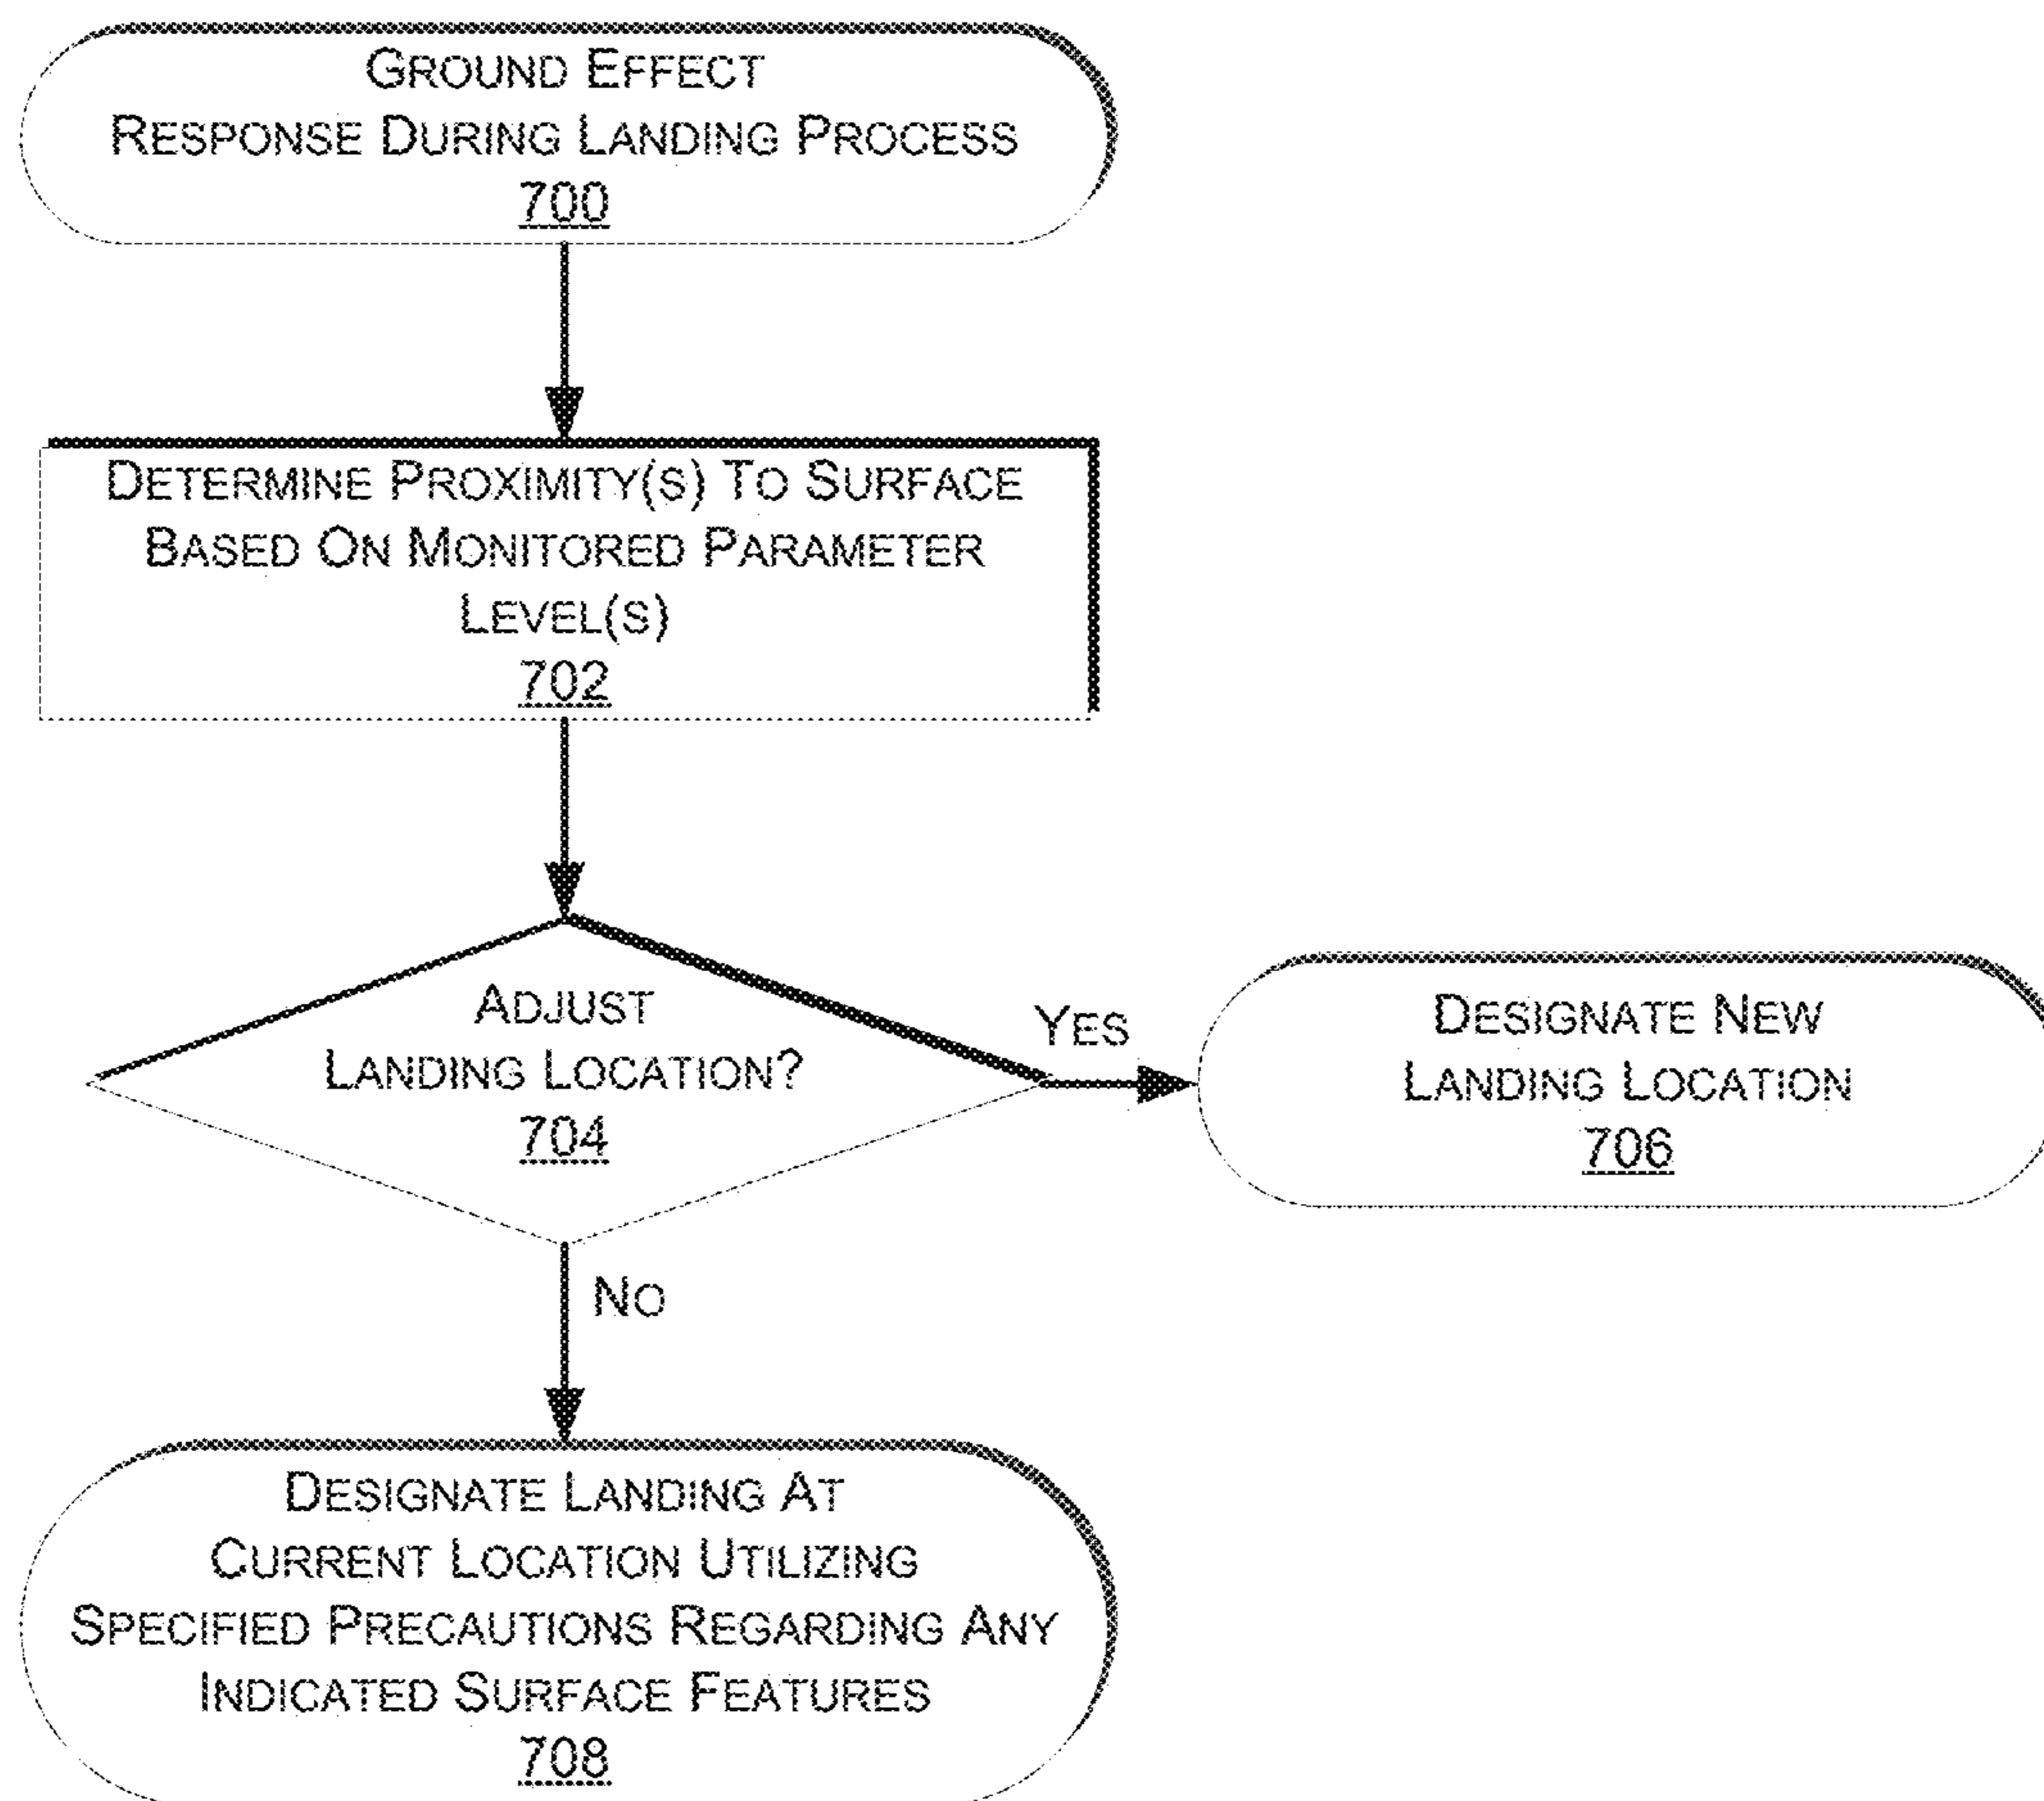 GROUND EFFECT
RESPONSE DURING LANDING PROCESS
700
DETERMINE PROXIMITY(S) TO SURFACE
BASED ON MONITORED PARAMETER
LEVEL(S)
702
ADJUST
LANDING LOCATION?
704
YES
DESIGNATE NEW
LANDING LOCATION
706
NO
DESIGNATE LANDING AT
CURRENT LOCATION UTILIZING
SPECIFIED PRECAUTIONS REGARDING ANY
INDICATED SURFACE FEATURES
708